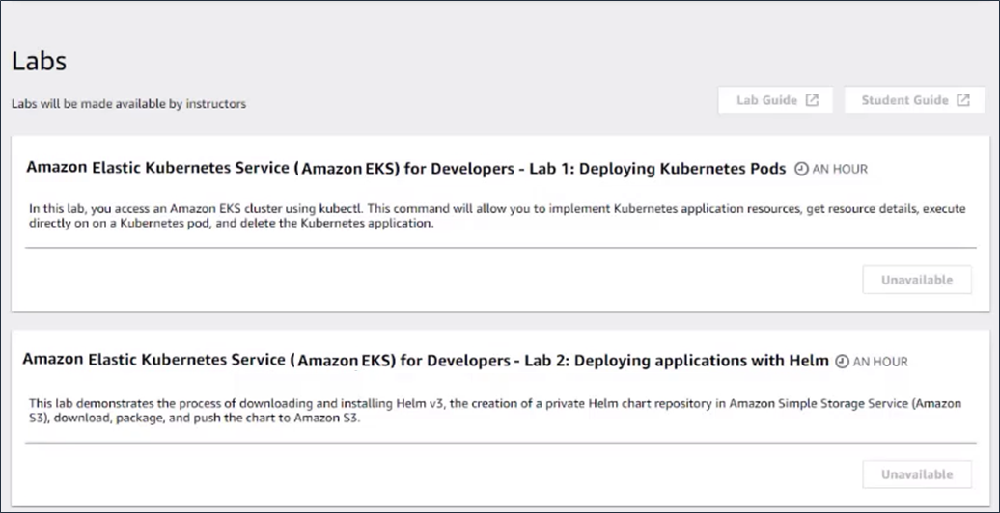 Labs
Labs will be made available by instructors
Lab Guide
Student Guide
Amazon Elastic Kubernetes Service (Amazon EKS) for Developers - Lab 1: Deploying Kubernetes Pods AN HOUR
In this lab, you access an Amazon EKS cluster using kubectl. This command will allow you to implement Kubernetes application resources, get resource details, execute
directly on on a Kubernetes pod, and delete the Kubernetes application.
Unavailable
Amazon Elastic Kubernetes Service (Amazon EKS) for Developers - Lab 2: Deploying applications with Helm AN HOUR
This lab demonstrates the process of downloading and installing Helm v3, the creation of a private Helm chart repository in Amazon Simple Storage Service (Amazon
S3), download, package, and push the chart to Amazon S3.
Unavailable